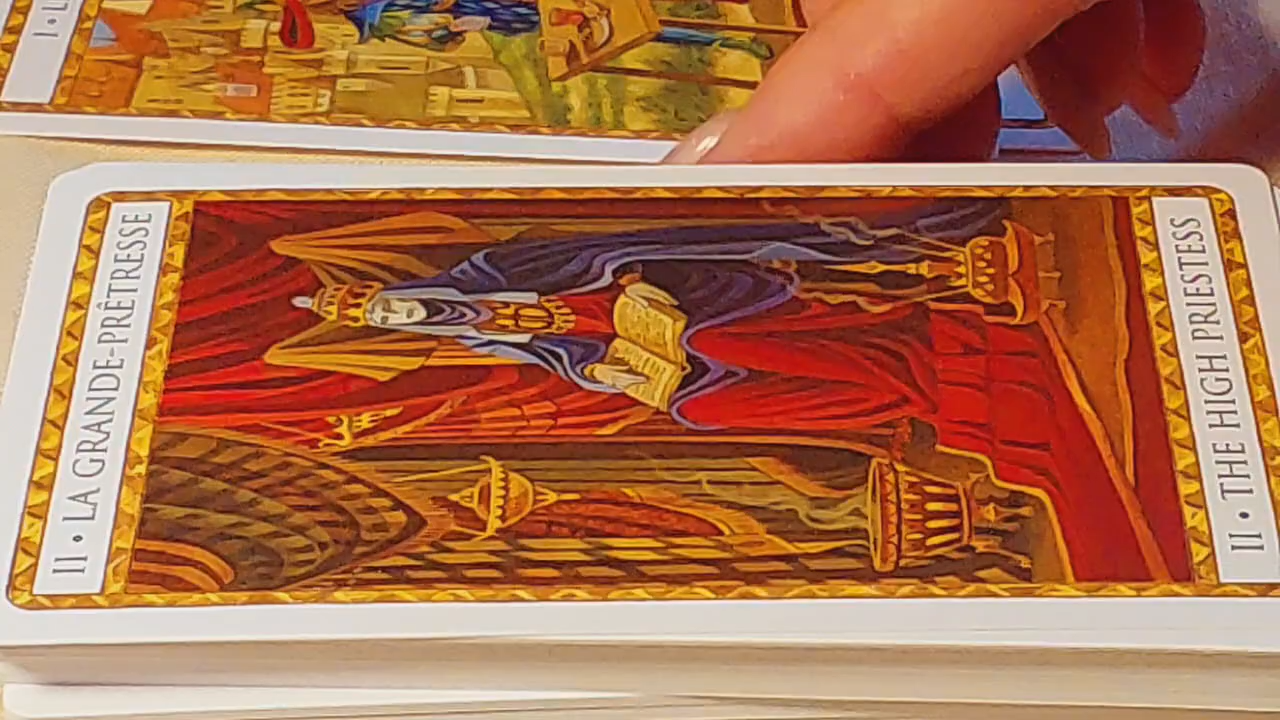 I • L
II • LA GRANDE-PRÊTRESSE
II • THE HIGH PRIESTESS